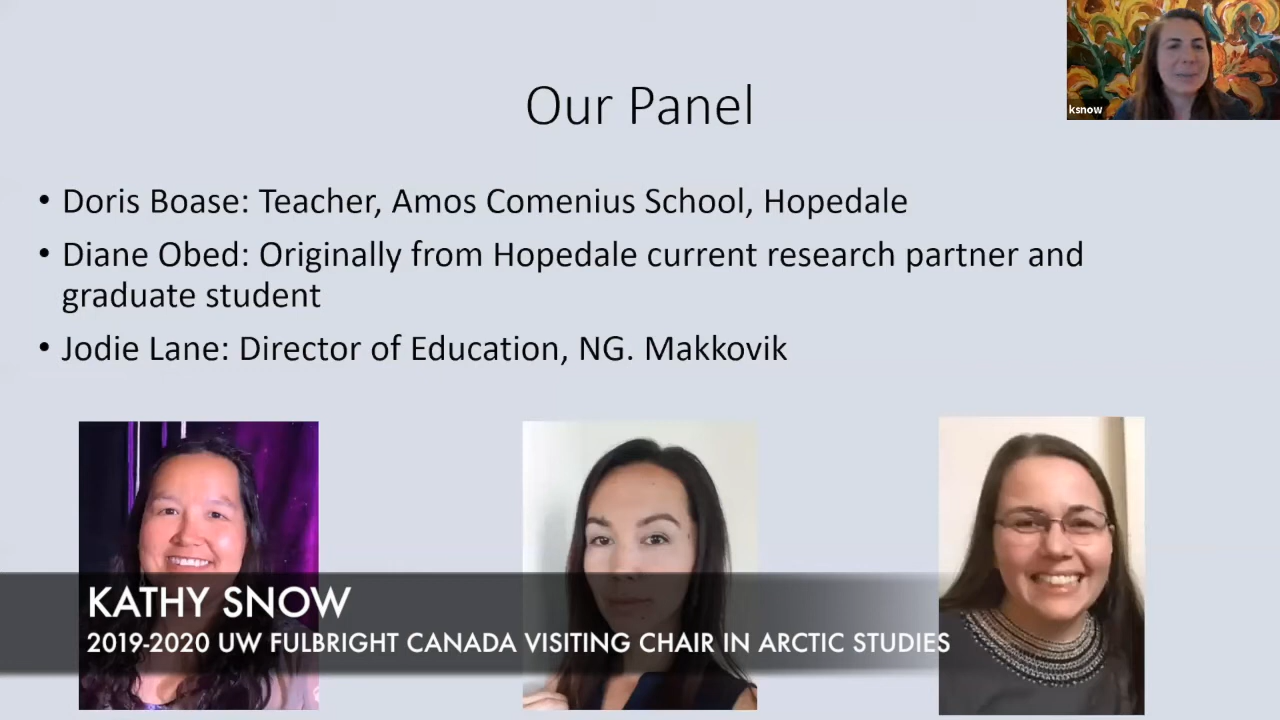 ksnow
Our Panel
• Doris Boase: Teacher, Amos Comenius School, Hopedale
• Diane Obed: Originally from Hopedale current research partner and
graduate student
• Jodie Lane: Director of Education, NG. Makkovik
KATHY SNOW
2019-2020 UW FULBRIGHT CANADA VISITING CHAIR IN ARCTIC STUDIES